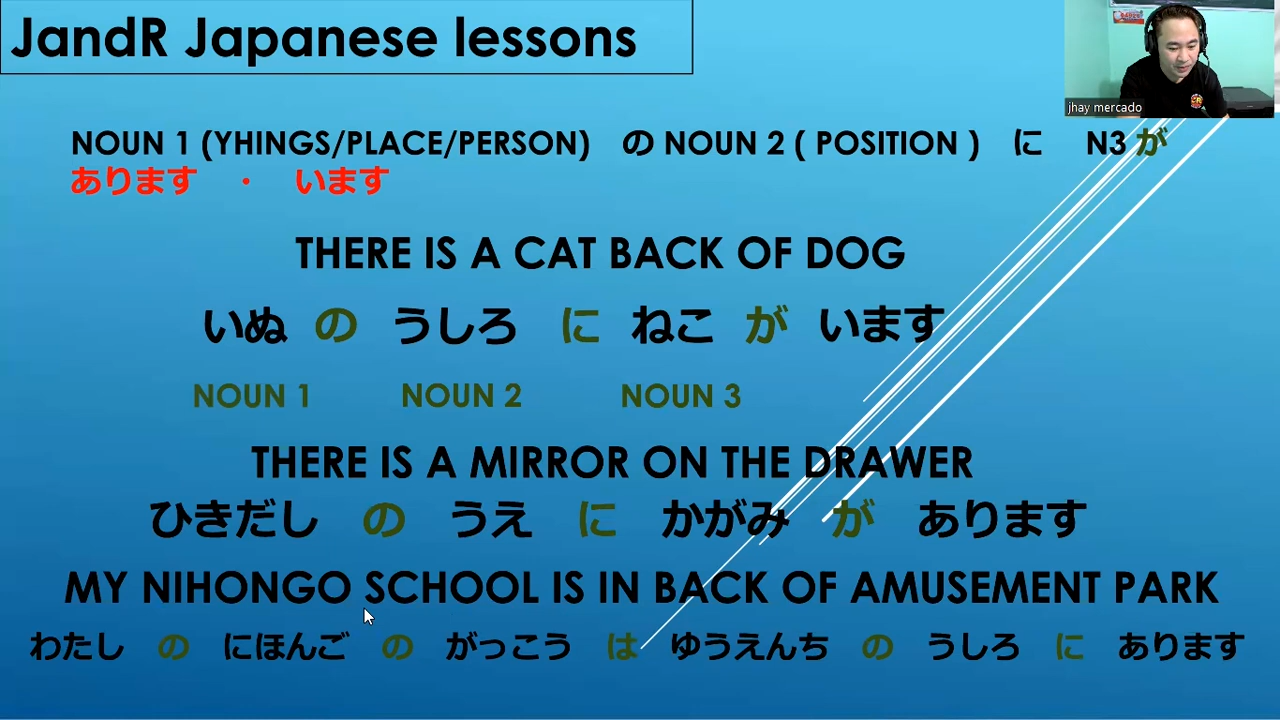 JandR Japanese lessons
jhay mercado
NOUN 1 (YHINGS/PLACE/PERSON) の NOUN 2 ( POSITION ) に N3 が
あります ・ います
THERE IS A CAT BACK OF DOG
いぬ の うしろ に ねこ が います
NOUN 1 NOUN 2 NOUN 3
THERE IS A MIRROR ON THE DRAWER
ひきだし の うえ に かがみ が あります
MY NIHONGO SCHOOL IS IN BACK OF AMUSEMENT PARK
わたし の にほんご の がっこう は ゆうえんち の うしろ に あります